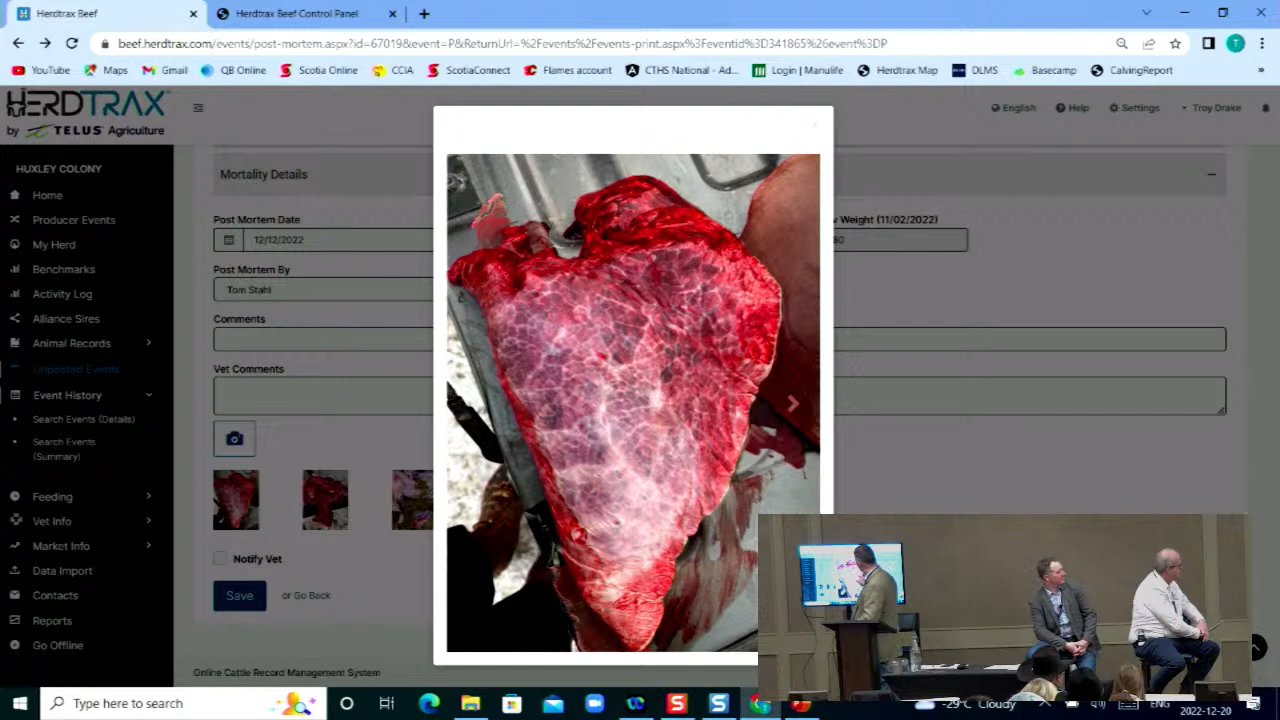 Herdtrax Beef
Herdtrax Beef Control Panel
beef.herdtrax.com/events/post-mortem.aspx?id=67019&event=P&ReturnUrl=%2Fevents%2Fevents-print.aspx%3Feventid%3D341865%26event%3DP
YouTube
Maps
Gmail
QB Online
Scotia Online
CCIA
ScotiaConnect
Flames account
CTHS National - Ad...
Login | Manulife
Herdtrax Map
DLMS
Basecamp
CalvingReport
HERDTRAX
by TELUS Agriculture
English
Help
Settings
Troy Drake
HUXLEY COLONY
Home
Producer Events
My Herd
Benchmarks
Activity Log
Alliance Sires
Animal Records
Unposted Events
Event History
Search Events (Details)
Search Events
(Summary)
Feeding
Vet Info
Market Info
Data Import
Contacts
Reports
Go Offline
Mortality Details
Post Mortem Date
12/12/2022
Weight (11/02/2022)
Post Mortem By
Tom Stahl
Comments
Vet Comments
Notify Vet
Save
or Go Back
Online Cattle Record Management System
Type here to search
-29°C Cloudy
ENG
2022-12-20